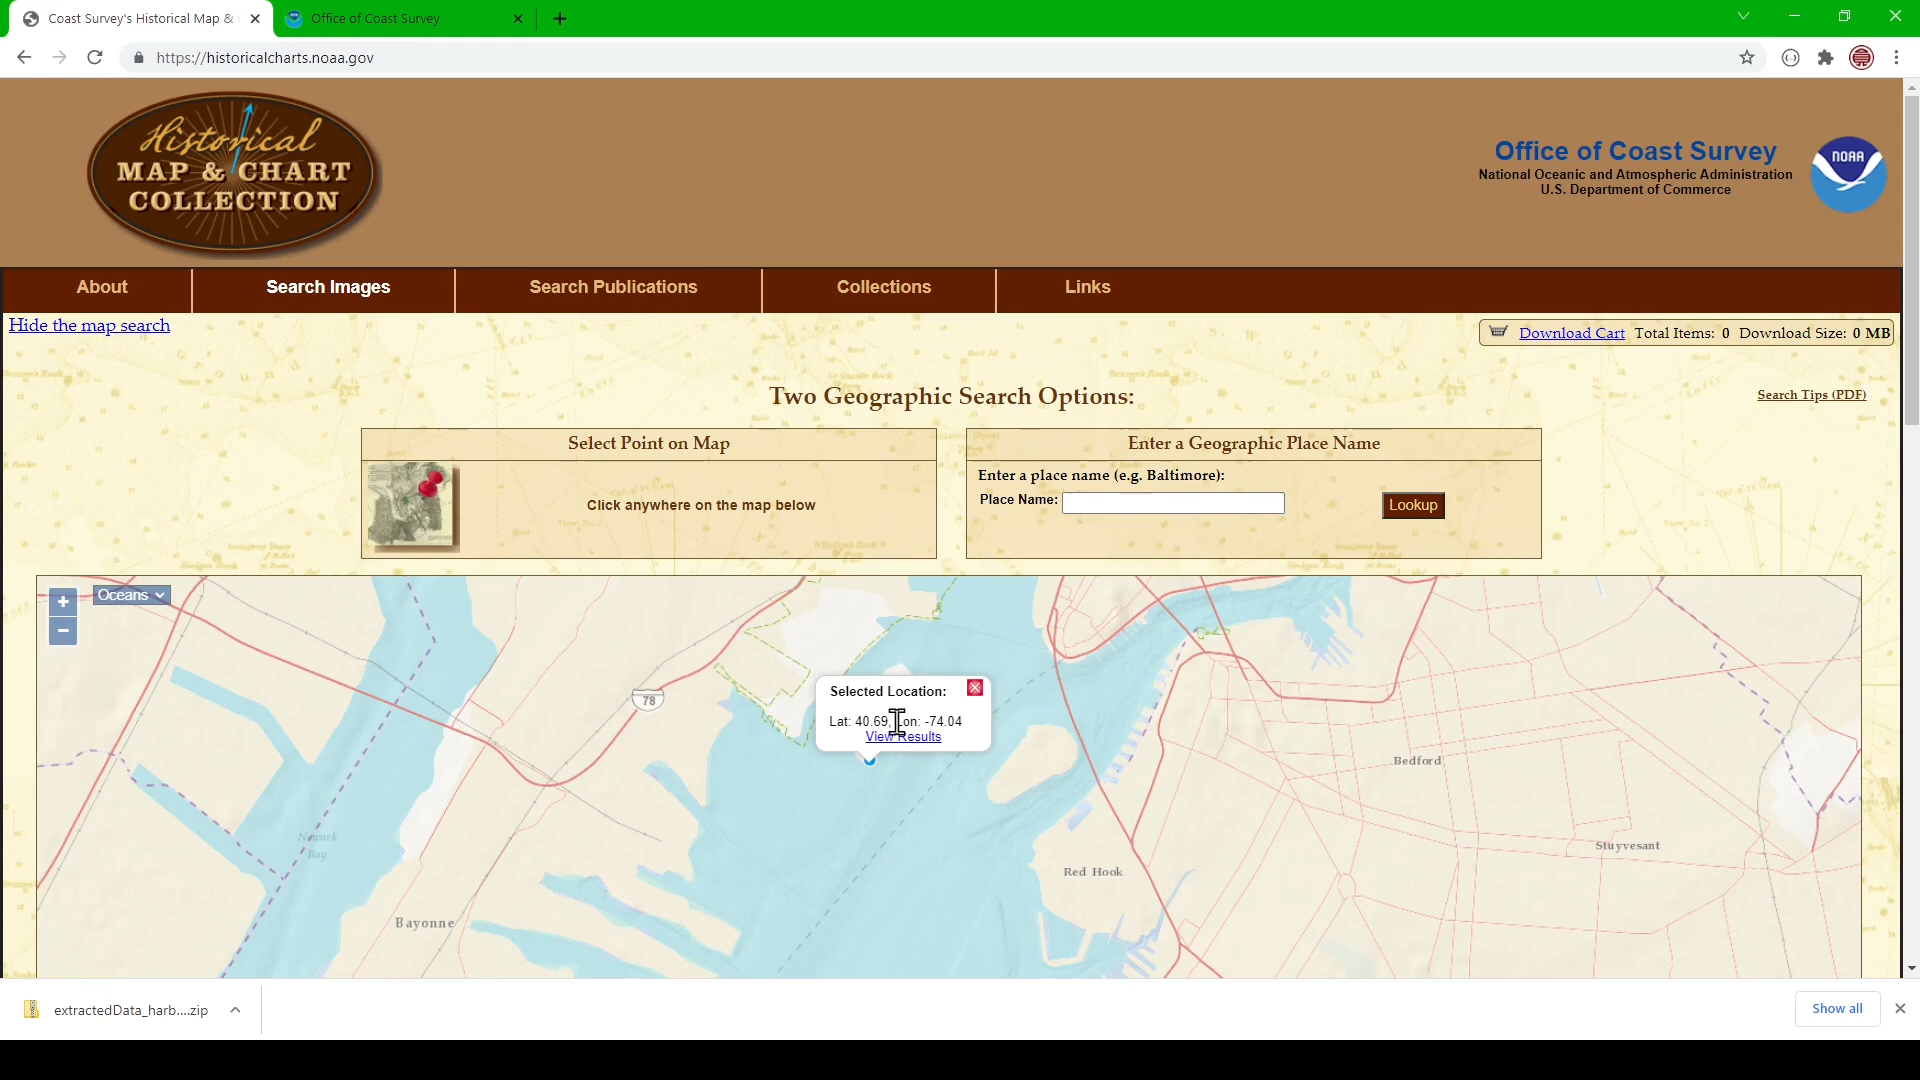 Coast Survey's Historical Map &
Office of Coast Survey
https://historicalcharts.noaa.gov
Historical
MAP & CHART
COLLECTION
Office of Coast Survey
National Oceanic and Atmospheric Administration
U.S. Department of Commerce
NOAA
About
Search Images
Search Publications
Collections
Links
Hide the map search
Download Cart Total Items: 0 Download Size: 0 MB
Two Geographic Search Options:
Search Tips (PDF)
Select Point on Map
Click anywhere on the map below
Enter a Geographic Place Name
Enter a place name (e.g. Baltimore):
Place Name:
Lookup
+
Oceans
−
78
Selected Location:
Lat: 40.69, Lon: -74.04
View Results
Bedford
Newark
Bay
Stuyvesant
Red Hook
Bayonne
extractedData_harb....zip
Show all